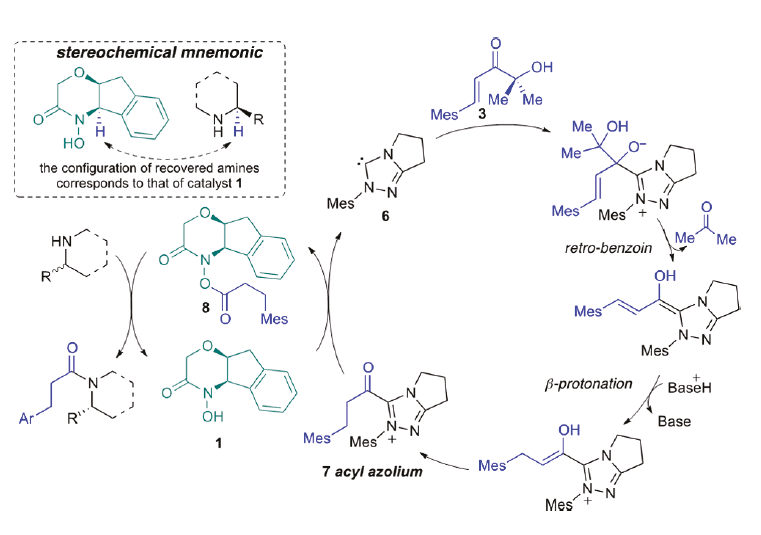 stereochemical mnemonic
O
O
N
H
HO
NH
H
R
the configuration of recovered amines
corresponds to that of catalyst 1
O
OH
Me
Me
Mes
3
N
N
N
Mes
6
Me
OH
Me
O−
N
N
N
Mes
Mes
+
retro-benzoin
O
Me
Me
OH
Mes
N
N
N
Mes
β-protonation
+
BaseH
Base
OH
Mes
N
N
N
Mes
+
O
N
N
N
Mes
Mes
+
7 acyl azolium
HN
R
O
O
N
O
O
Mes
8
O
O
N
OH
1
O
N
R
Ar